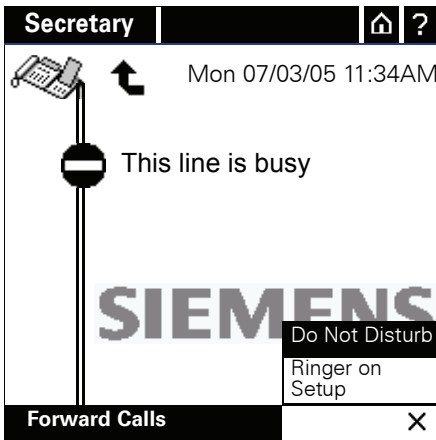 Secretary ?
Mon 07/03/05 11:34AM
This line is busy
SIEMENS
Do Not Disturb
Ringer on
Setup
Forward Calls